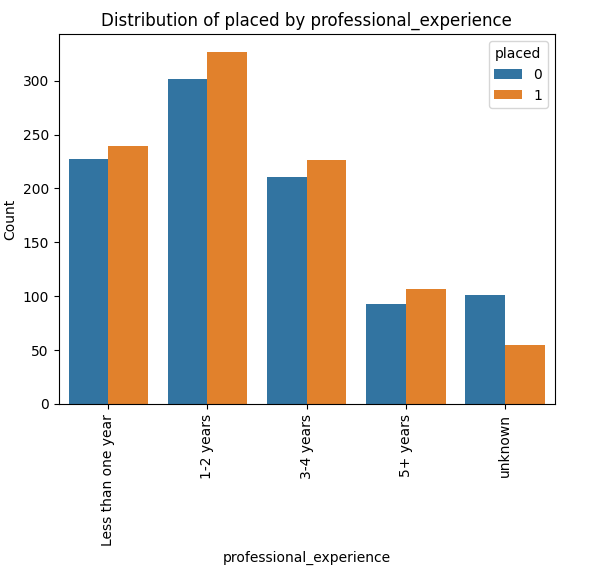 Distribution of placed by professional_experience
placed
0
1
300
250
200
150
100
50
0
Count
Less than one year
1-2 years
3-4 years
5+ years
unknown
professional_experience